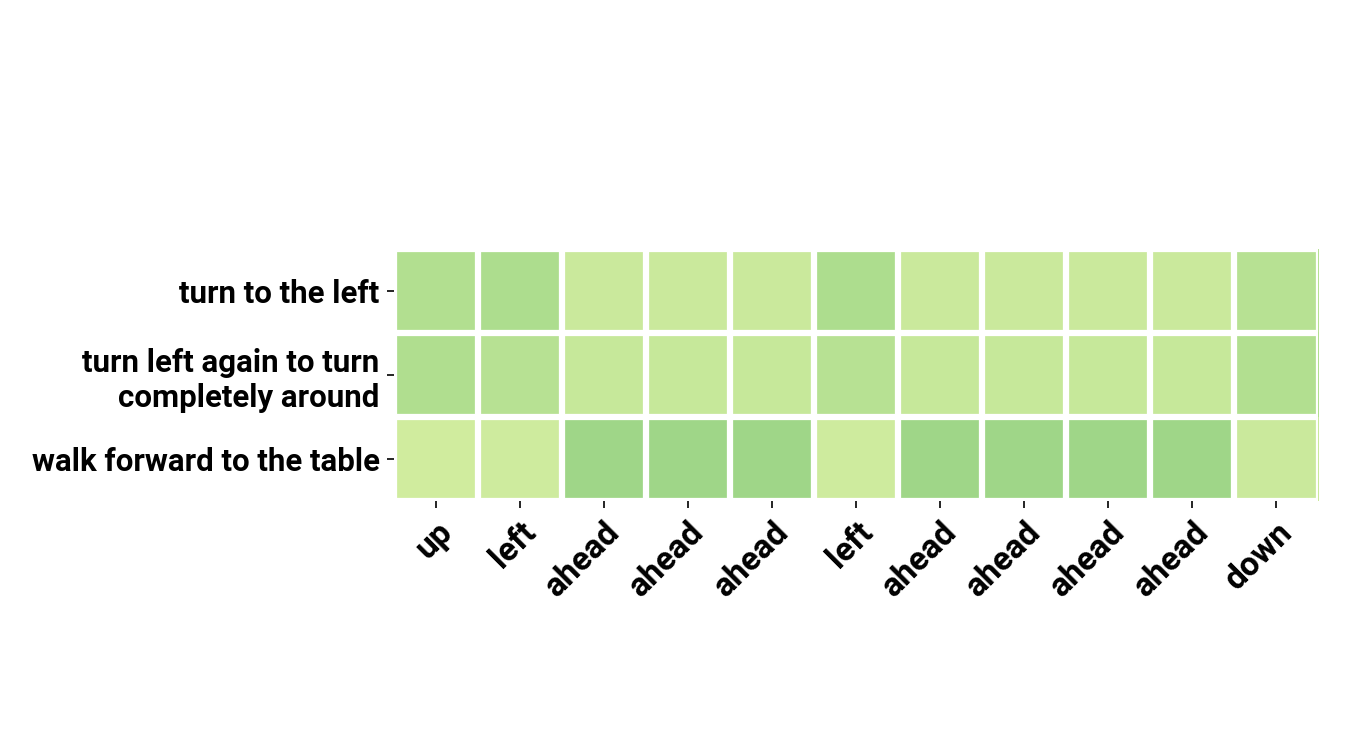 turn to the left
turn left again to turn
completely around
walk forward to the table
up
left
ahead
ahead
ahead
left
ahead
ahead
ahead
ahead
down